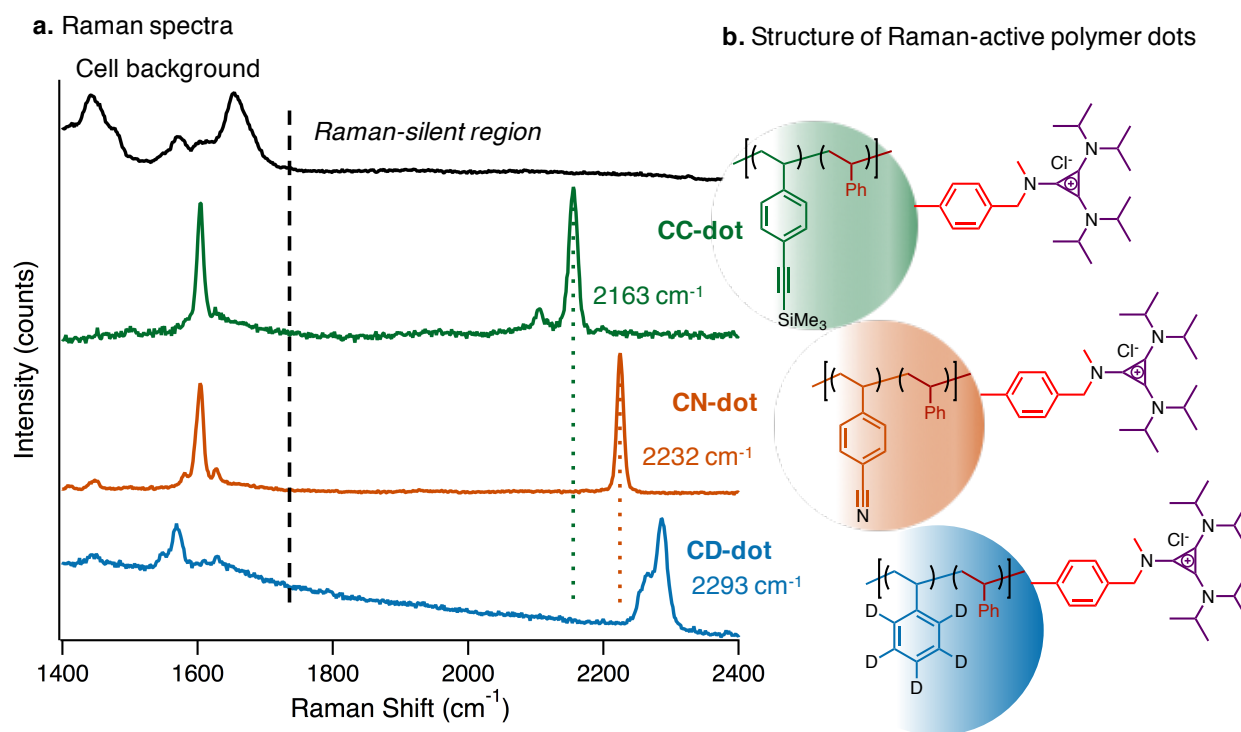 a. Raman spectra
b. Structure of Raman-active polymer dots
Cell background
Raman-silent region
CC-dot
2163 cm⁻¹
CN-dot
2232 cm⁻¹
CD-dot
2293 cm⁻¹
Intensity (counts)
1400 1600 1800 2000 2200 2400
Raman Shift (cm⁻¹)
Ph
SiMe₃
N
Cl⁻
N
N
+
Ph
N
N
Cl⁻
N
N
+
Ph
D D
D D
D
N
Cl⁻
N
N
+